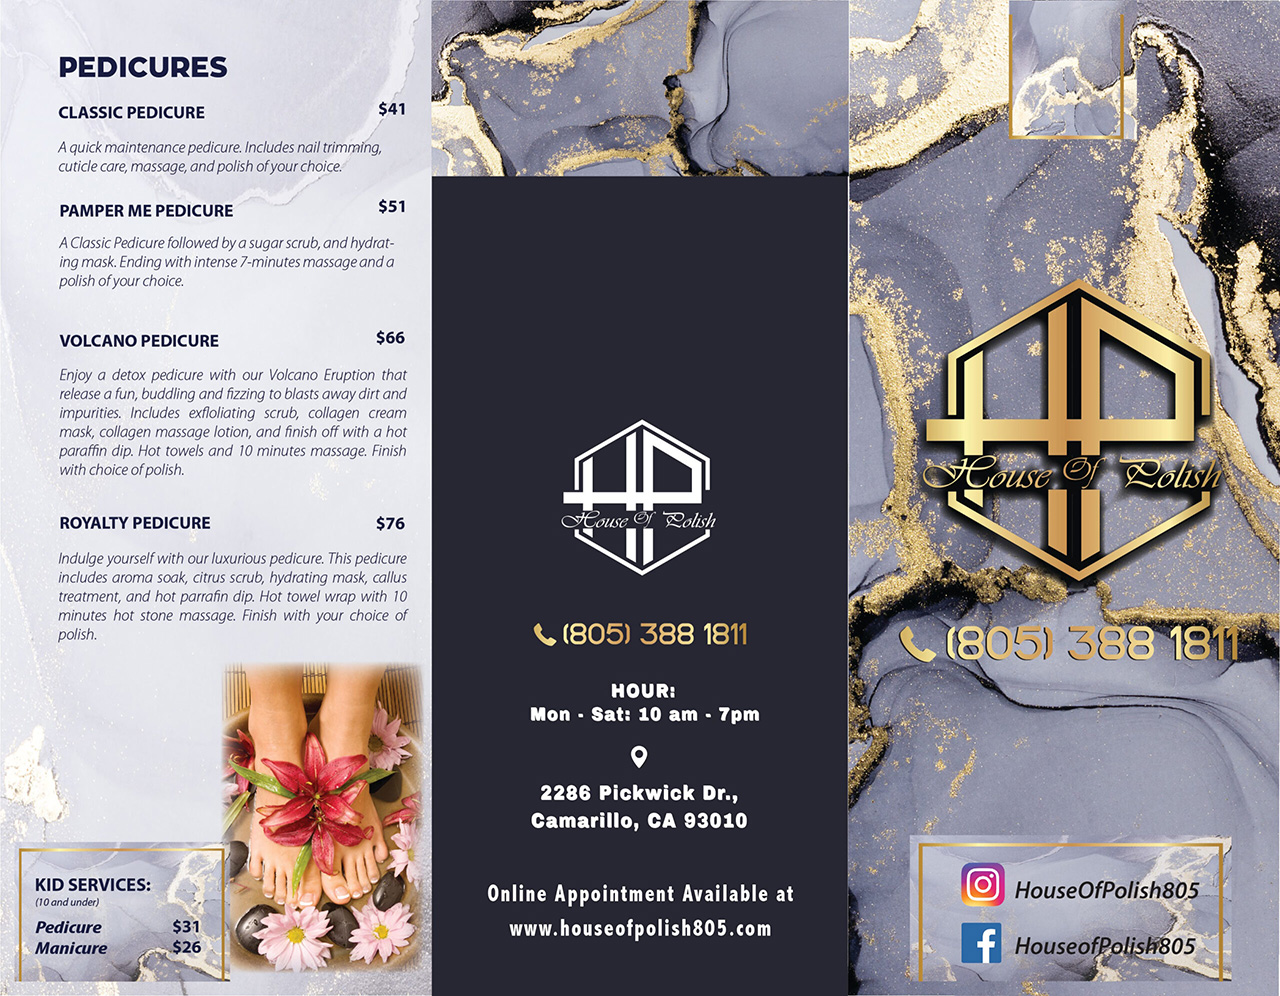 PEDICURES
CLASSIC PEDICURE $41
A quick maintenance pedicure. Includes nail trimming,
cuticle care, massage, and polish of your choice.
PAMPER ME PEDICURE $51
A Classic Pedicure followed by a sugar scrub, and hydrat-
ing mask. Ending with intense 7-minutes massage and a
polish of your choice.
VOLCANO PEDICURE $66
Enjoy a detox pedicure with our Volcano Eruption that
release a fun, buddling and fizzing to blasts away dirt and
impurities. Includes exfloliating scrub, collagen cream
mask, collagen massage lotion, and finish off with a hot
paraffin dip. Hot towels and 10 minutes massage. Finish
with choice of polish.
ROYALTY PEDICURE $76
Indulge yourself with our luxurious pedicure. This pedicure
includes aroma soak, citrus scrub, hydrating mask, callus
treatment, and hot parrafin dip. Hot towel wrap with 10
minutes hot stone massage. Finish with your choice of
polish.
KID SERVICES:
(10 and under)
Pedicure $31
Manicure $26
HP
House Of Polish
(805) 388 1811
HOUR:
Mon - Sat: 10 am - 7pm
2286 Pickwick Dr.,
Camarillo, CA 93010
Online Appointment Available at
www.houseofpolish805.com
HP
House Of Polish
(805) 388 1811
HouseOfPolish805
HouseofPolish805